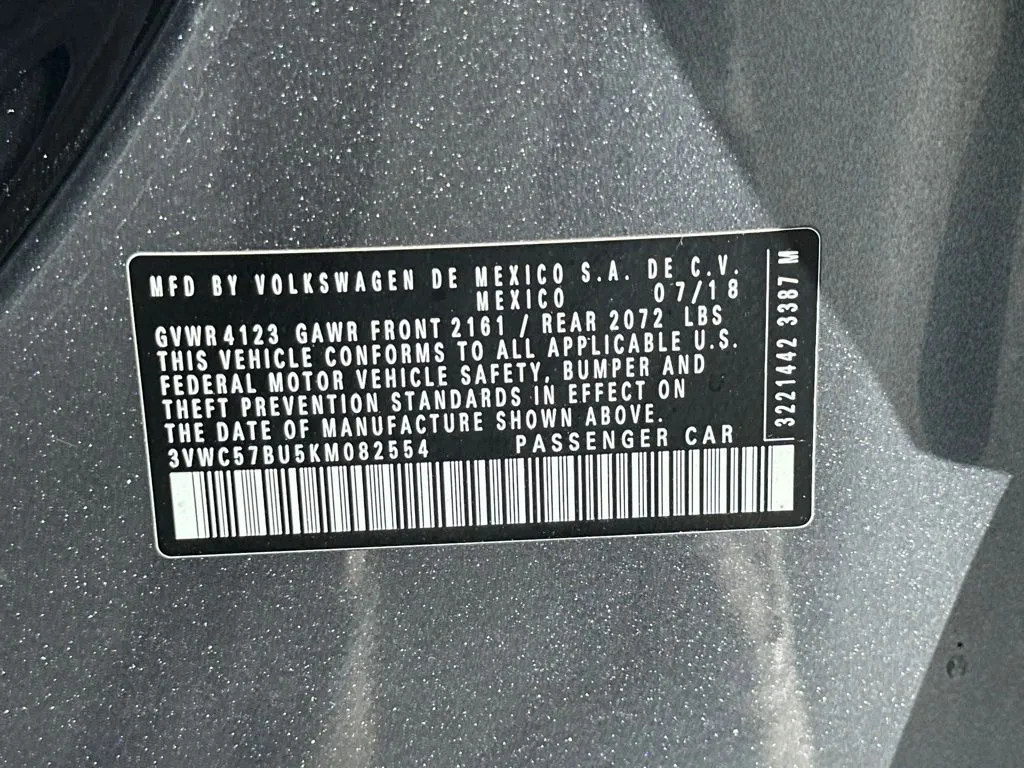 MFD BY VOLKSWAGEN DE MEXICO S.A. DE C.V.
MEXICO 07/18
GVWR 4123 GAWR FRONT 2161 / REAR 2072 LBS
THIS VEHICLE CONFORMS TO ALL APPLICABLE U.S.
FEDERAL MOTOR VEHICLE SAFETY, BUMPER AND
THEFT PREVENTION STANDARDS IN EFFECT ON
THE DATE OF MANUFACTURE SHOWN ABOVE.
3VWC57BU5KM082554 PASSENGER CAR
3221442 3387 M